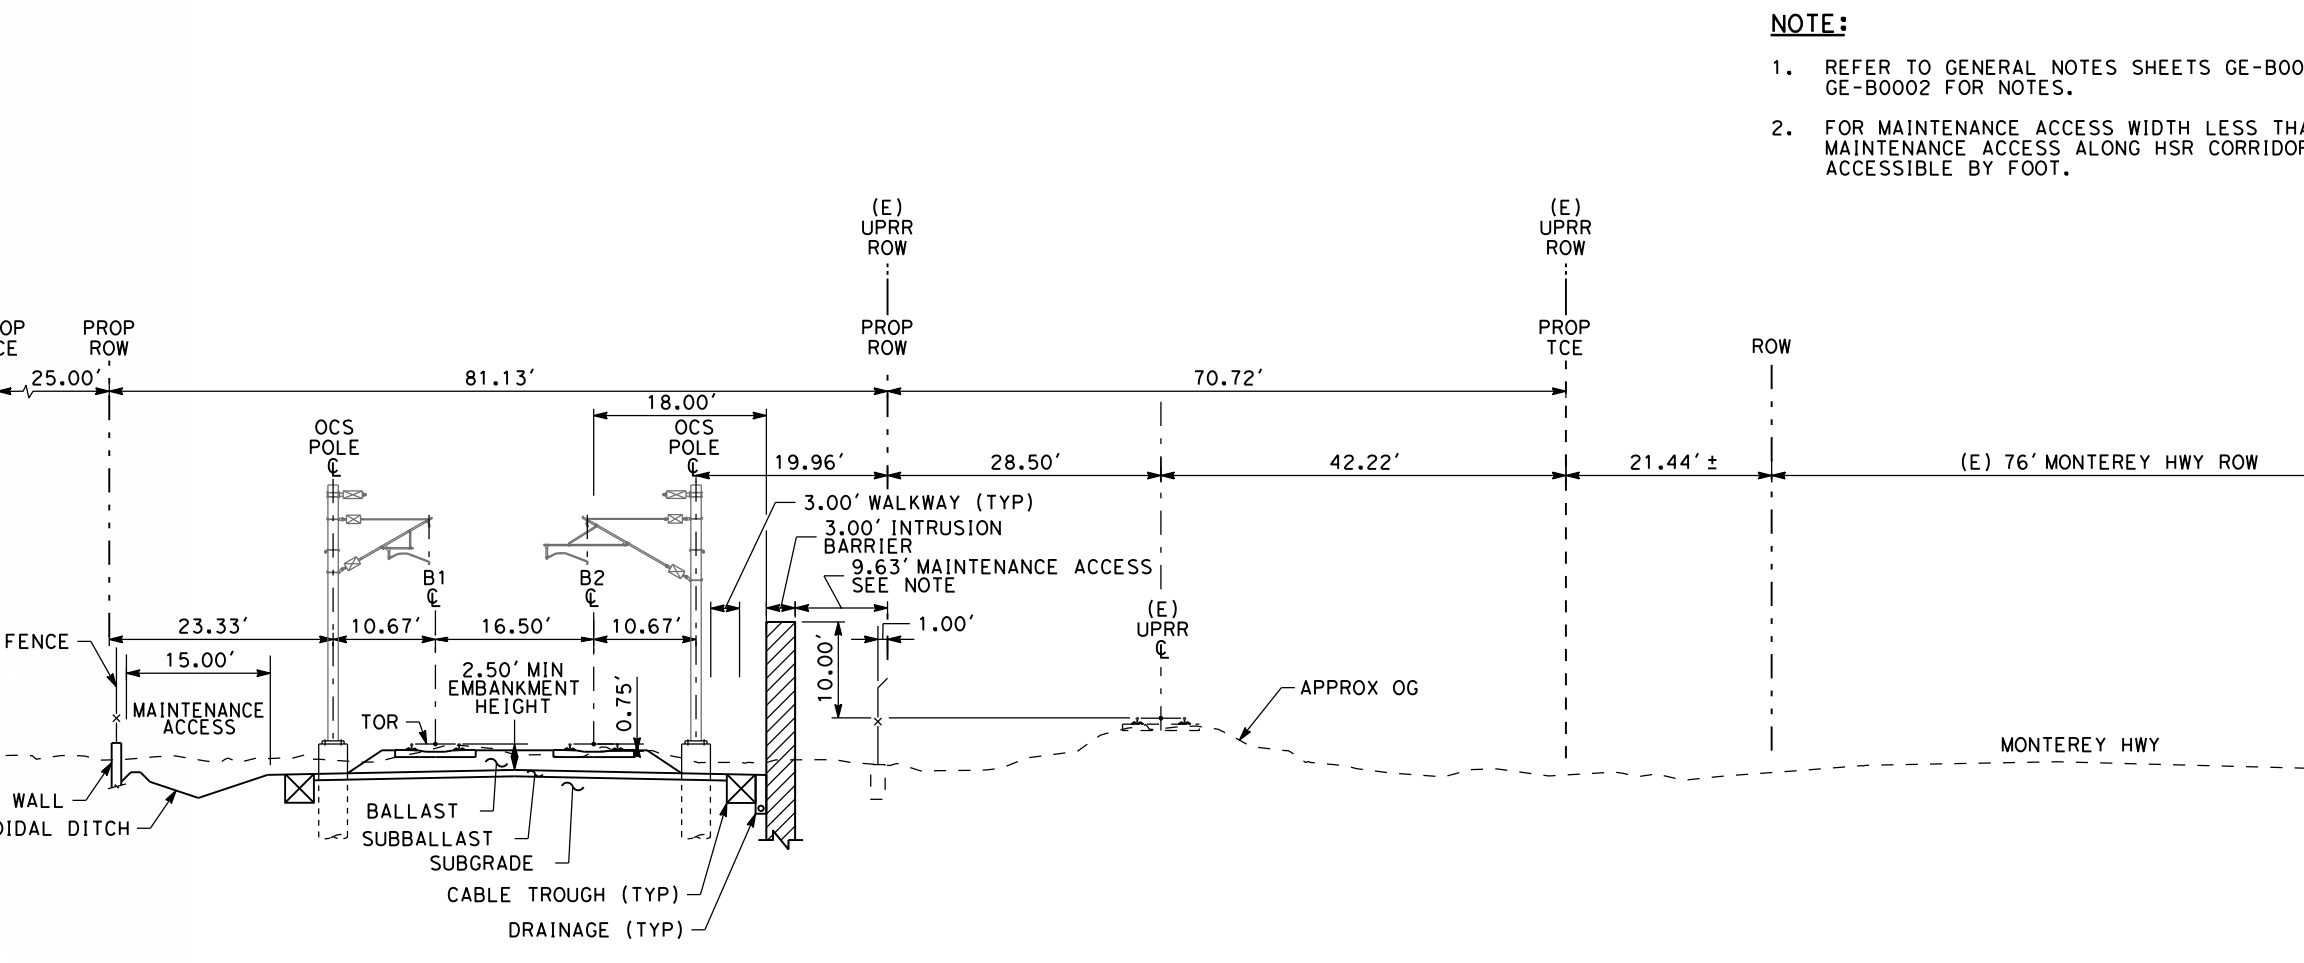 NOTE:
1. REFER TO GENERAL NOTES SHEETS GE-B00
GE-B0002 FOR NOTES.
2. FOR MAINTENANCE ACCESS WIDTH LESS THA
MAINTENANCE ACCESS ALONG HSR CORRIDOR
ACCESSIBLE BY FOOT.
(E)
UPRR
ROW
(E)
UPRR
ROW
OP
CE
PROP
ROW
PROP
ROW
PROP
TCE
ROW
25.00'
81.13'
70.72'
18.00'
OCS
POLE
℄
OCS
POLE
℄
19.96'
28.50'
42.22'
21.44'±
(E) 76' MONTEREY HWY ROW
3.00' WALKWAY (TYP)
3.00' INTRUSION
BARRIER
9.63' MAINTENANCE ACCESS
SEE NOTE
B1
℄
B2
℄
(E)
UPRR
℄
FENCE
23.33'
10.67'
16.50'
10.67'
1.00'
15.00'
MAINTENANCE
ACCESS
2.50' MIN
EMBANKMENT
HEIGHT
0.75'
10.00'
TOR
APPROX OG
MONTEREY HWY
WALL
OIDAL DITCH
BALLAST
SUBBALLAST
SUBGRADE
CABLE TROUGH (TYP)
DRAINAGE (TYP)